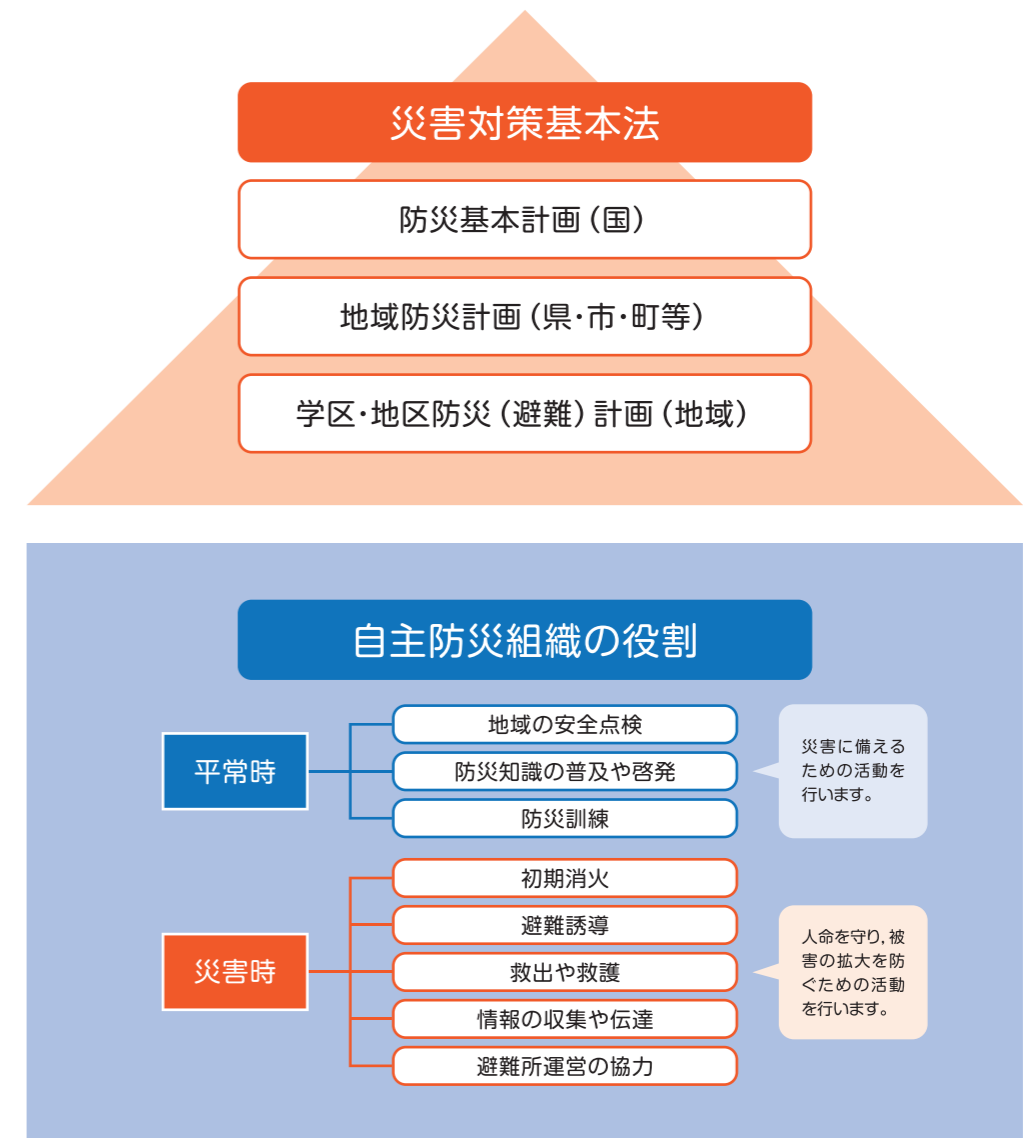 災害対策基本法
防災基本計画（国）
地域防災計画（県・市・町等）
学区・地区防災（避難）計画（地域）
自主防災組織の役割
平常時
地域の安全点検
防災知識の普及や啓発
防災訓練
災害に備える
ための活動を
行います。
災害時
初期消火
避難誘導
救出や救護
情報の収集や伝達
避難所運営の協力
人命を守り，被
害の拡大を防
ぐための活動
を行います。